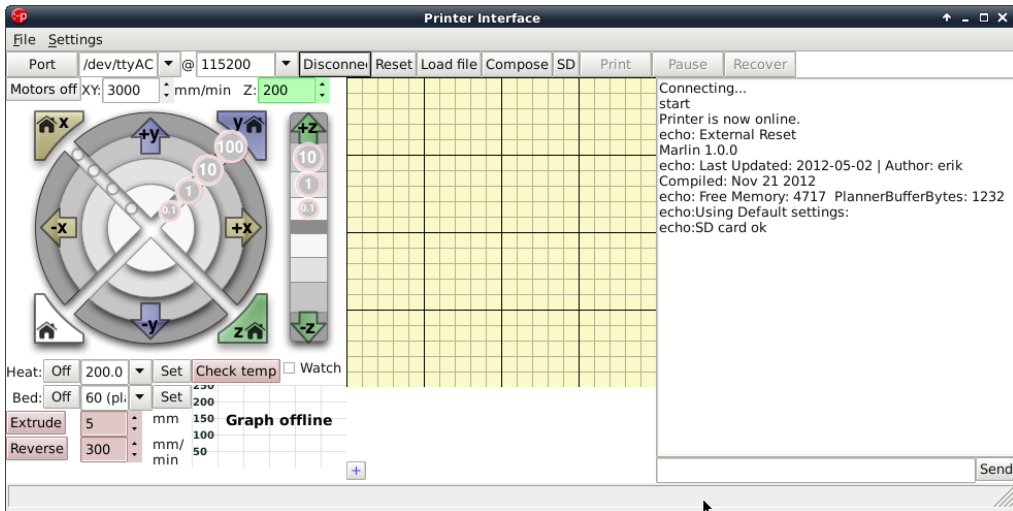 Printer Interface
File Settings
Port /dev/ttyAC @ 115200 Disconne Reset Load file Compose SD Print Pause Recover
Motors off XY: 3000 mm/min Z: 200
x y +y +z
100
10
1
0.1
10
1
0.1
-x +x
-y z -z
Heat: Off 200.0 Set Check temp Watch
Bed: Off 60 (pla Set
250
200
150 Graph offline
100
50
Extrude 5 mm
Reverse 300 mm/
min
+
Connecting...
start
Printer is now online.
echo: External Reset
Marlin 1.0.0
echo: Last Updated: 2012-05-02 | Author: erik
Compiled: Nov 21 2012
echo: Free Memory: 4717 PlannerBufferBytes: 1232
echo:Using Default settings:
echo:SD card ok
Send